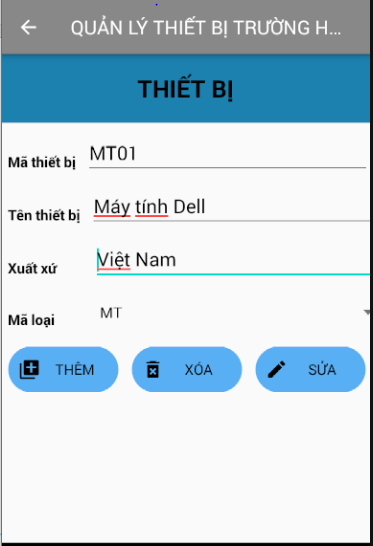 QUẢN LÝ THIẾT BỊ TRƯỜNG H...
THIẾT BỊ
Mã thiết bị MT01
Tên thiết bị Máy tính Dell
Xuất xứ Việt Nam
Mã loại MT
THÊM XÓA SỬA